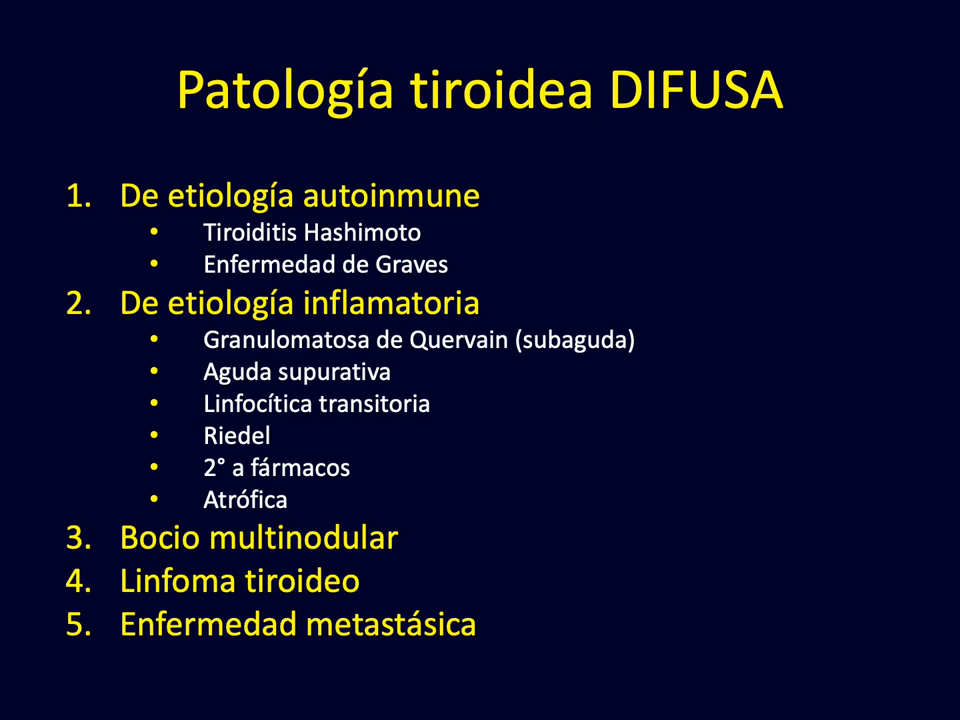 Patología tiroidea DIFUSA
1. De etiología autoinmune
• Tiroiditis Hashimoto
• Enfermedad de Graves
2. De etiología inflamatoria
• Granulomatosa de Quervain (subaguda)
• Aguda supurativa
• Linfocítica transitoria
• Riedel
• 2° a fármacos
• Atrófica
3. Bocio multinodular
4. Linfoma tiroideo
5. Enfermedad metastásica